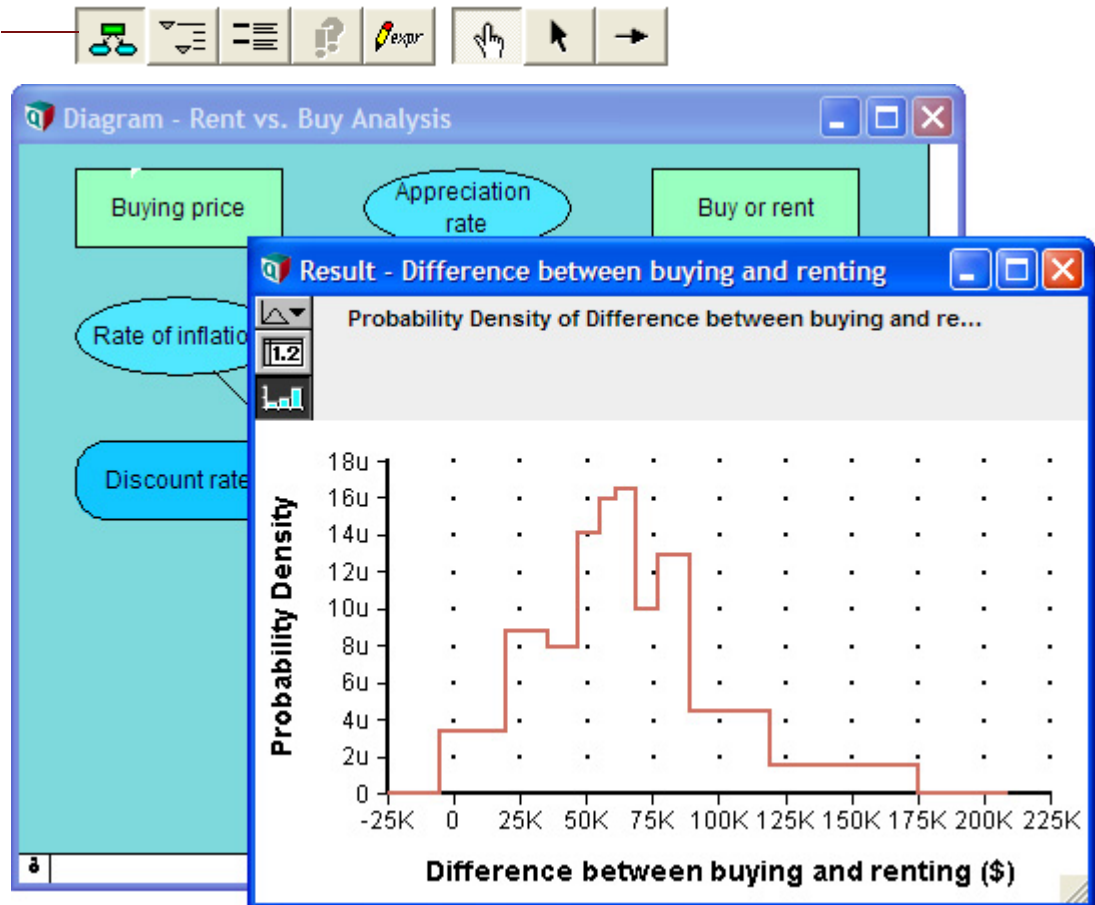 expr
Diagram - Rent vs. Buy Analysis
Buying price
Appreciation
rate
Buy or rent
Result - Difference between buying and renting
Rate of inflatio
1.2
Probability Density of Difference between buying and re...
Discount rate
Probability Density
18u
16u
14u
12u
10u
8u
6u
4u
2u
0
-25K 0 25K 50K 75K 100K 125K 150K 175K 200K 225K
Difference between buying and renting ($)